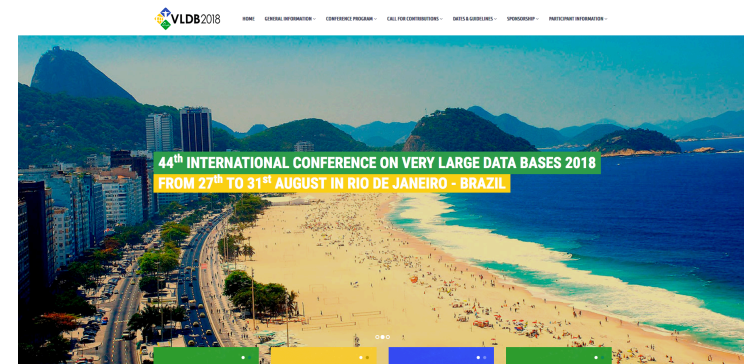 VLDB2018
HOME GENERAL INFORMATION CONFERENCE PROGRAM CALL FOR CONTRIBUTIONS DATES & GUIDELINES SPONSORSHIP PARTICIPANT INFORMATION
44th INTERNATIONAL CONFERENCE ON VERY LARGE DATA BASES 2018
FROM 27th TO 31st AUGUST IN RIO DE JANEIRO - BRAZIL